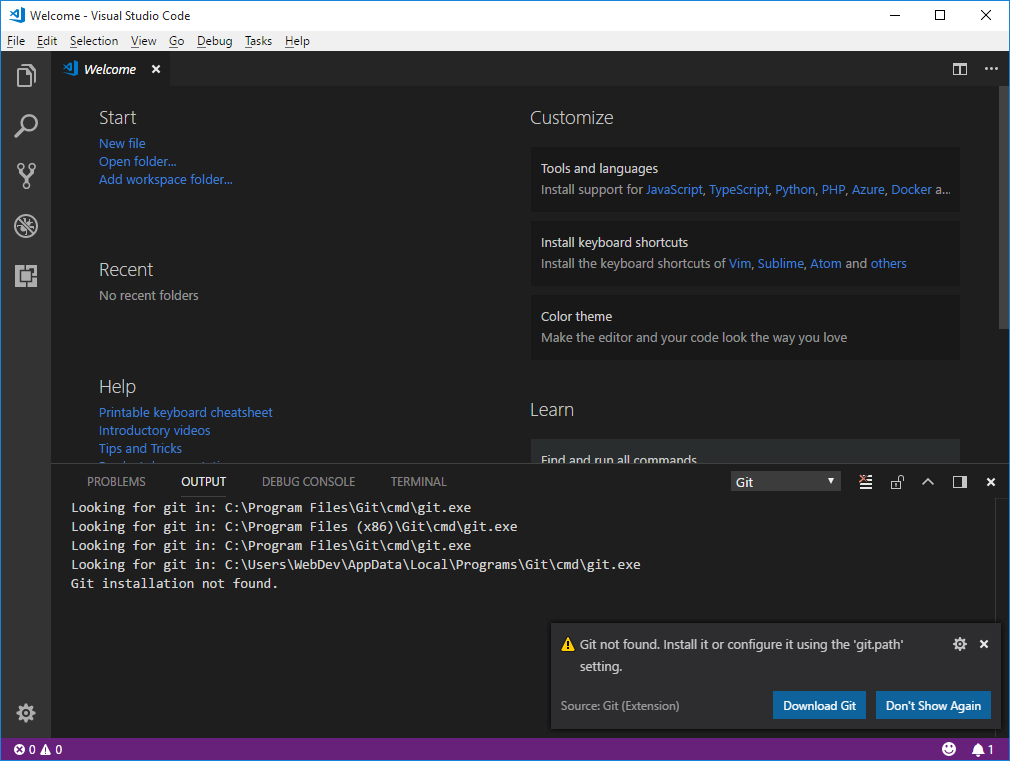 Welcome - Visual Studio Code
File Edit Selection View Go Debug Tasks Help
Welcome
Start
New file
Open folder...
Add workspace folder...
Recent
No recent folders
Help
Printable keyboard cheatsheet
Introductory videos
Tips and Tricks
Customize
Tools and languages
Install support for JavaScript, TypeScript, Python, PHP, Azure, Docker a...
Install keyboard shortcuts
Install the keyboard shortcuts of Vim, Sublime, Atom and others
Color theme
Make the editor and your code look the way you love
Learn
Find and run all commands
PROBLEMS OUTPUT DEBUG CONSOLE TERMINAL Git
Looking for git in: C:\Program Files\Git\cmd\git.exe
Looking for git in: C:\Program Files (x86)\Git\cmd\git.exe
Looking for git in: C:\Program Files\Git\cmd\git.exe
Looking for git in: C:\Users\WebDev\AppData\Local\Programs\Git\cmd\git.exe
Git installation not found.
Git not found. Install it or configure it using the 'git.path'
setting.
Source: Git (Extension) Download Git Don't Show Again
0 0 1